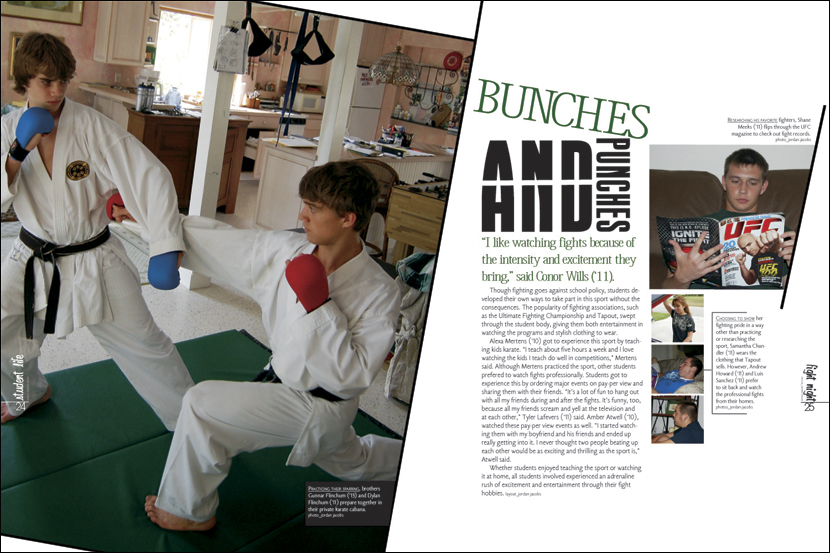 student life
24
PRACTICING THEIR SPARRING, brothers
Gunnar Flinchum ('13) and Dylan
Flinchum ('11) prepare together in
their private karate cabana.
photo_jordan jacobs
BUNCHES
AND
PUNCHES
"I like watching fights because of
the intensity and excitement they
bring," said Conor Wills ('11).
Though fighting goes against school policy, students de-
veloped their own ways to take part in this sport without the
consequences. The popularity of fighting associations, such
as the Ultimate Fighting Championship and Tapout, swept
through the student body, giving them both entertainment in
watching the programs and stylish clothing to wear.
Alexa Mertens ('10) got to experience this sport by teach-
ing kids karate. "I teach about five hours a week and I love
watching the kids I teach do well in competitions," Mertens
said. Although Mertens practiced the sport, other students
prefered to watch fights professionally. Students got to
experience this by ordering major events on pay-per view and
sharing them with their friends. "It's a lot of fun to hang out
with all my friends during and after the fights. It's funny, too,
because all my friends scream and yell at the television and
at each other," Tyler Lafevers ('11) said. Amber Atwell ('10),
watched these pay per view events as well. "I started watch-
ing them with my boyfriend and his friends and ended up
really getting into it. I never thought two people beating up
each other would be as exciting and thrilling as the sport is,"
Atwell said.
Whether students enjoyed teaching the sport or watching
it at home, all students involved experienced an adrenaline
rush of excitement and entertainment through their fight
hobbies. layout_jordan jacobs
RESEARCHING HIS FAVORITE fighters, Shane
Meeks ('11) flips through the UFC
magazine to check out fight records.
photo_jordan jacobs
IGNITE
THE FIGHT
UFC
UFC
CHOOSING TO SHOW her
fighting pride in a way
other than practicing
or researching the
sport, Samantha Chan-
dler ('11) wears the
clothing that Tapout
sells. However, Andrew
Howard ('11) and Luis
Sanchez ('11) prefer
to sit back and watch
the professional fights
from their homes.
photos_jordan jacobs
fight night